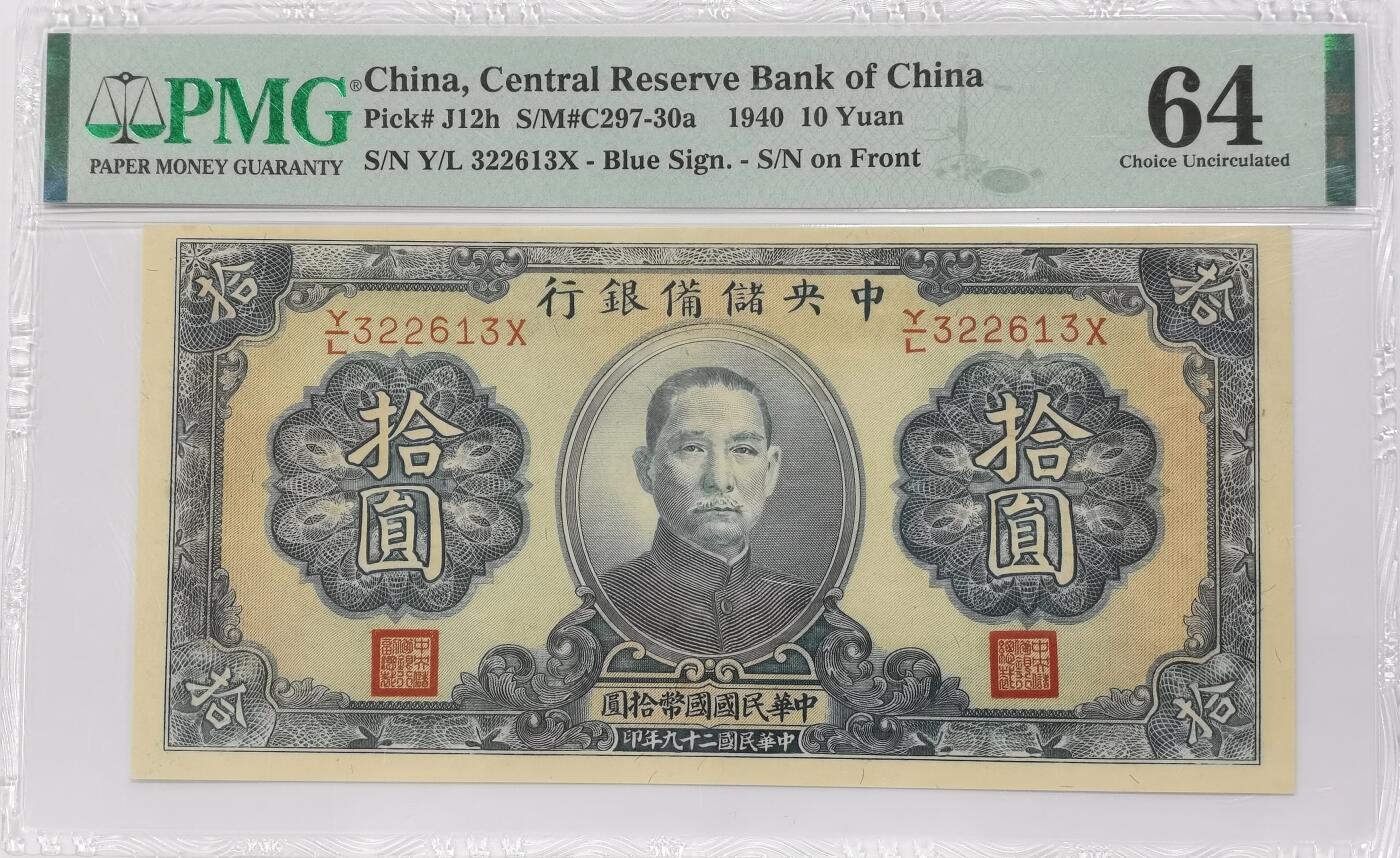 PMG®
PAPER MONEY GUARANTY
China, Central Reserve Bank of China
Pick# J12h S/M#C297-30a 1940 10 Yuan
S/N Y/L 322613X - Blue Sign. - S/N on Front
64
Choice Uncirculated
拾
拾
行銀備儲央中
Y/L322613X
Y/L322613X
拾圓
拾圓
圓拾幣國國民華中
印年九十二國民華中
拾
拾